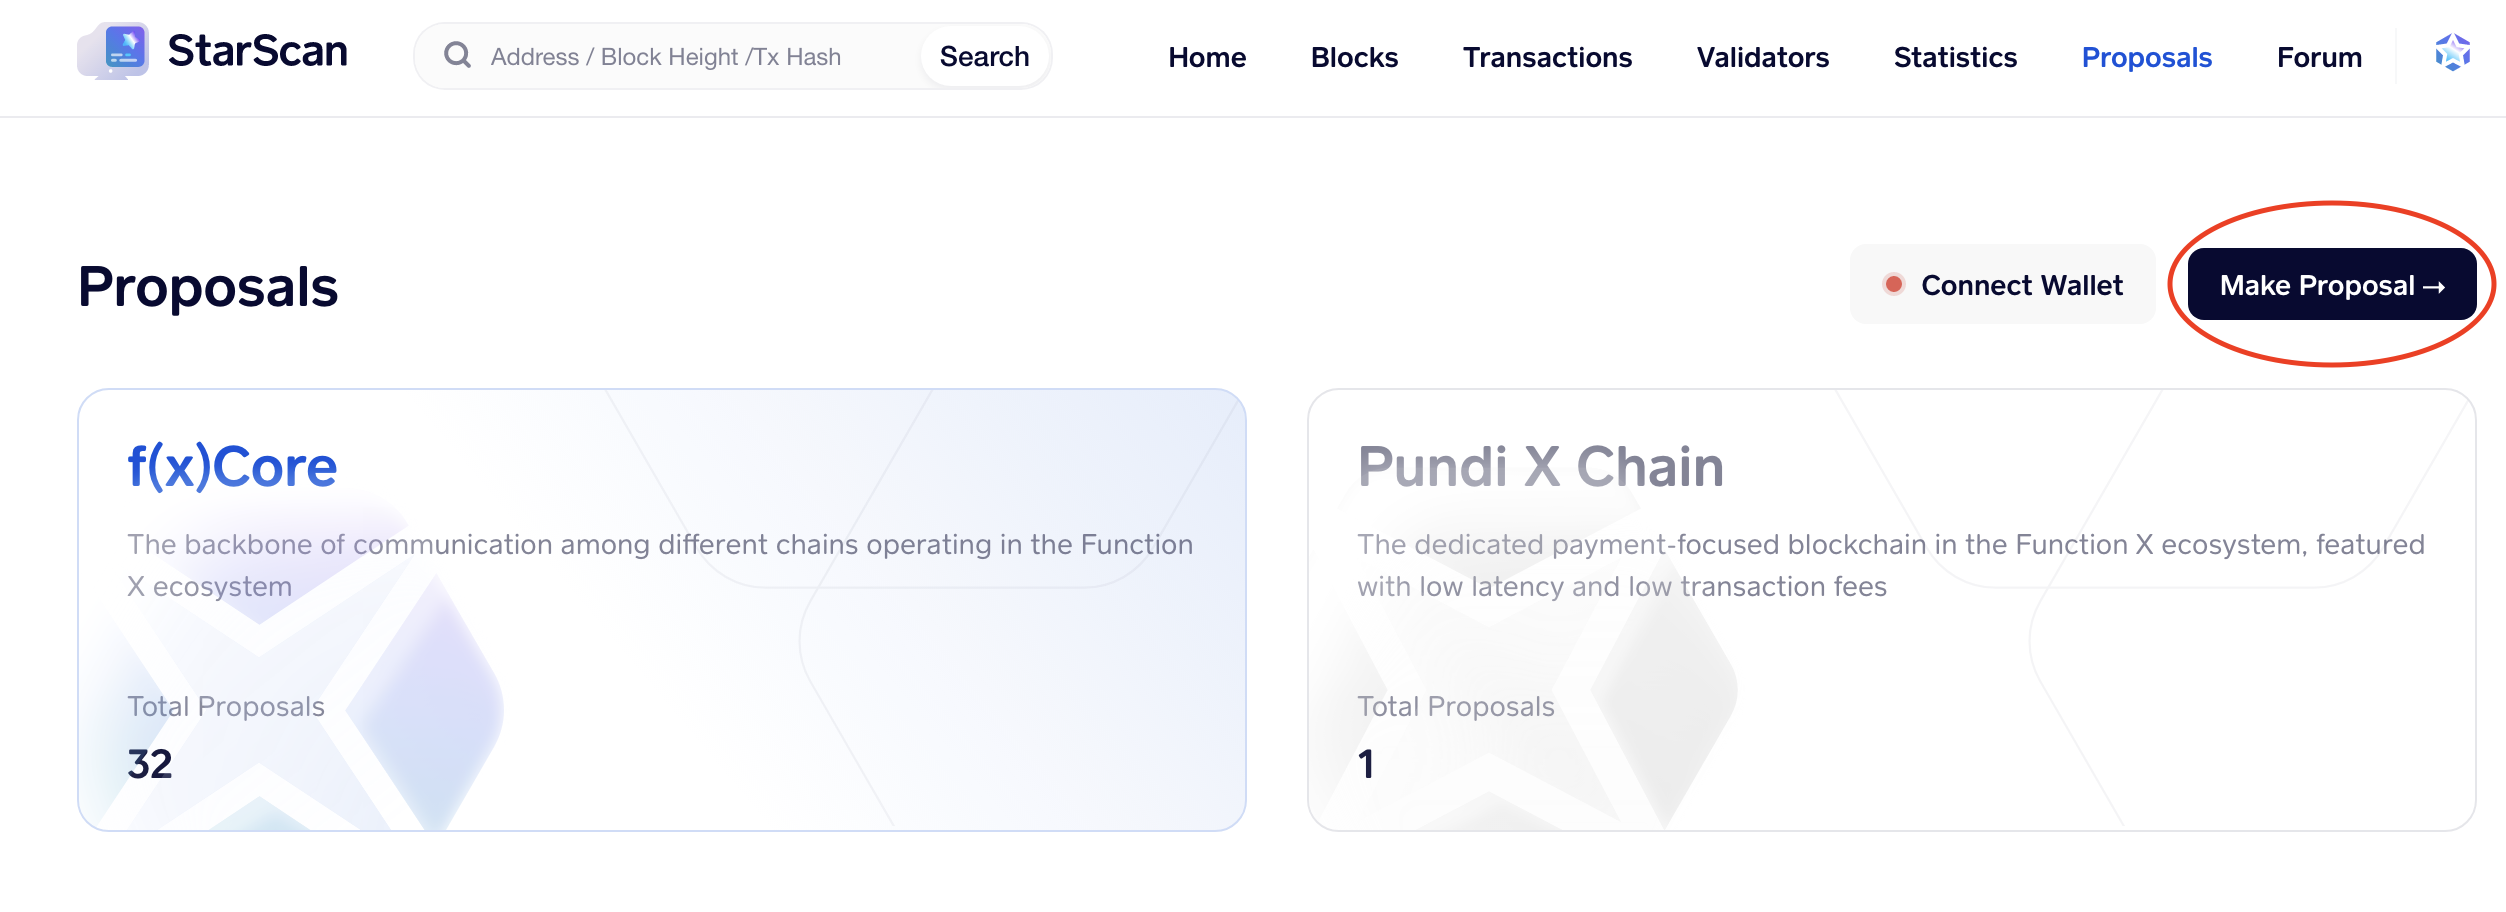 StarScan
Address / Block Height /Tx Hash
Search
Home
Blocks
Transactions
Validators
Statistics
Proposals
Forum
Proposals
Connect Wallet
Make Proposal →
f(x)Core
The backbone of communication among different chains operating in the Function
X ecosystem
Total Proposals
32
Pundi X Chain
The dedicated payment-focused blockchain in the Function X ecosystem, featured
with low latency and low transaction fees
Total Proposals
1